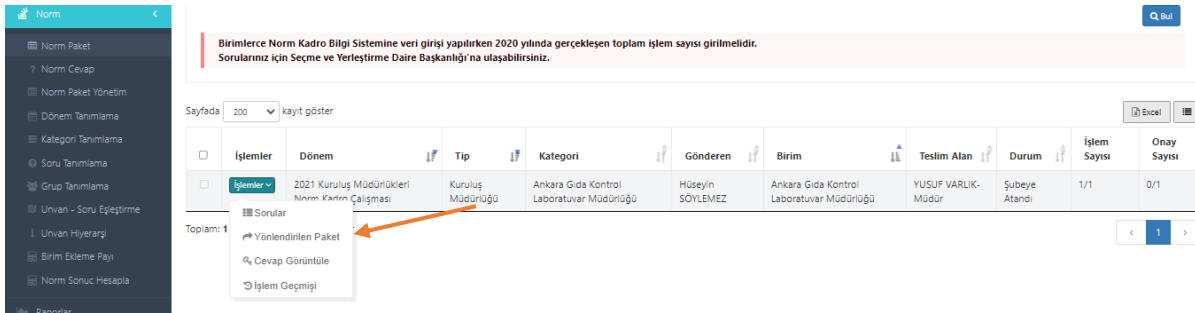 Norm
Norm Paket
? Norm Cevap
Norm Paket Yönetim
Dönem Tanımlama
Kategori Tanımlama
Soru Tanımlama
Grup Tanımlama
Unvan - Soru Eşleştirme
Unvan Hiyerarşi
Birim Ekleme Payı
Norm Sonuc Hesapla
Raporlar
Bul
Birimlerce Norm Kadro Bilgi Sistemine veri girişi yapılırken 2020 yılında gerçekleşen toplam işlem sayısı girilmelidir.
Sorularınız için Seçme ve Yerleştirme Daire Başkanlığı'na ulaşabilirsiniz.
Sayfada 200 kayıt göster
Excel
İşlemler Dönem Tip Kategori Gönderen Birim Teslim Alan Durum İşlem Sayısı Onay Sayısı
İşlemler 2021 Kuruluş Müdürlükleri Kuruluş Ankara Gıda Kontrol Hüseyin Ankara Gıda Kontrol YUSUF VARLIK- Şubeye 1/1 0/1
Norm Kadro Çalışması Müdürlüğü Laboratuvar Müdürlüğü SÖYLEMEZ Laboratuvar Müdürlüğü Müdür Atandı
Sorular
Toplam: 1
Yönlendirilen Paket
Cevap Görüntüle
İşlem Geçmişi
< 1 >